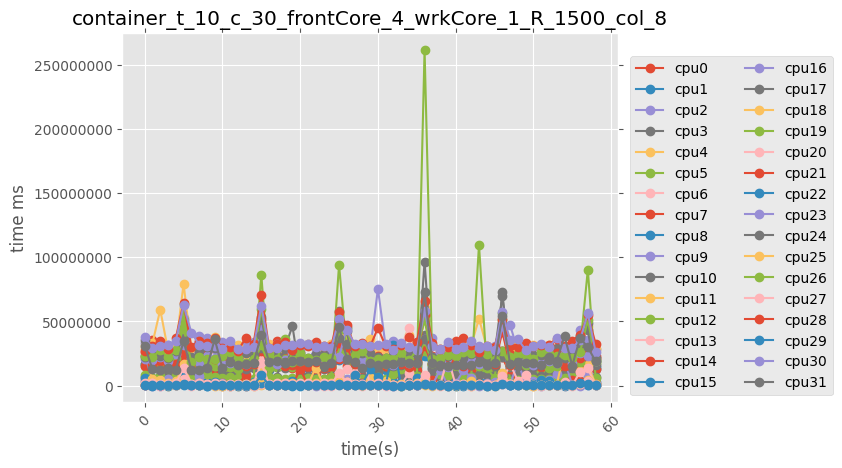 container_t_10_c_30_frontCore_4_wrkCore_1_R_1500_col_8
time ms
250000000
200000000
150000000
100000000
50000000
0
0
10
20
30
40
50
60
time(s)
cpu0
cpu1
cpu2
cpu3
cpu4
cpu5
cpu6
cpu7
cpu8
cpu9
cpu10
cpu11
cpu12
cpu13
cpu14
cpu15
cpu16
cpu17
cpu18
cpu19
cpu20
cpu21
cpu22
cpu23
cpu24
cpu25
cpu26
cpu27
cpu28
cpu29
cpu30
cpu31